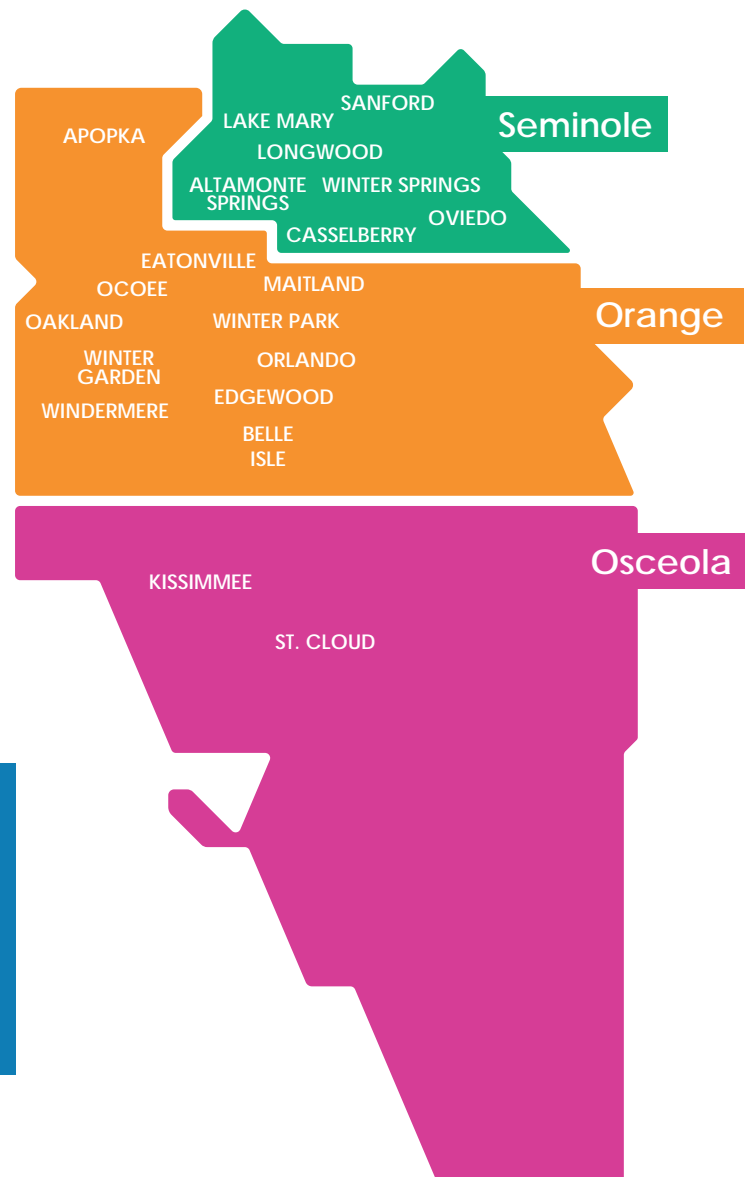 SANFORD
LAKE MARY
Seminole
APOPKA
LONGWOOD
ALTAMONTE
SPRINGS
WINTER SPRINGS
OVIEDO
CASSELBERRY
EATONVILLE
OCOEE
MAITLAND
OAKLAND
WINTER PARK
Orange
WINTER
GARDEN
ORLANDO
WINDERMERE
EDGEWOOD
BELLE
ISLE
Osceola
KISSIMMEE
ST. CLOUD